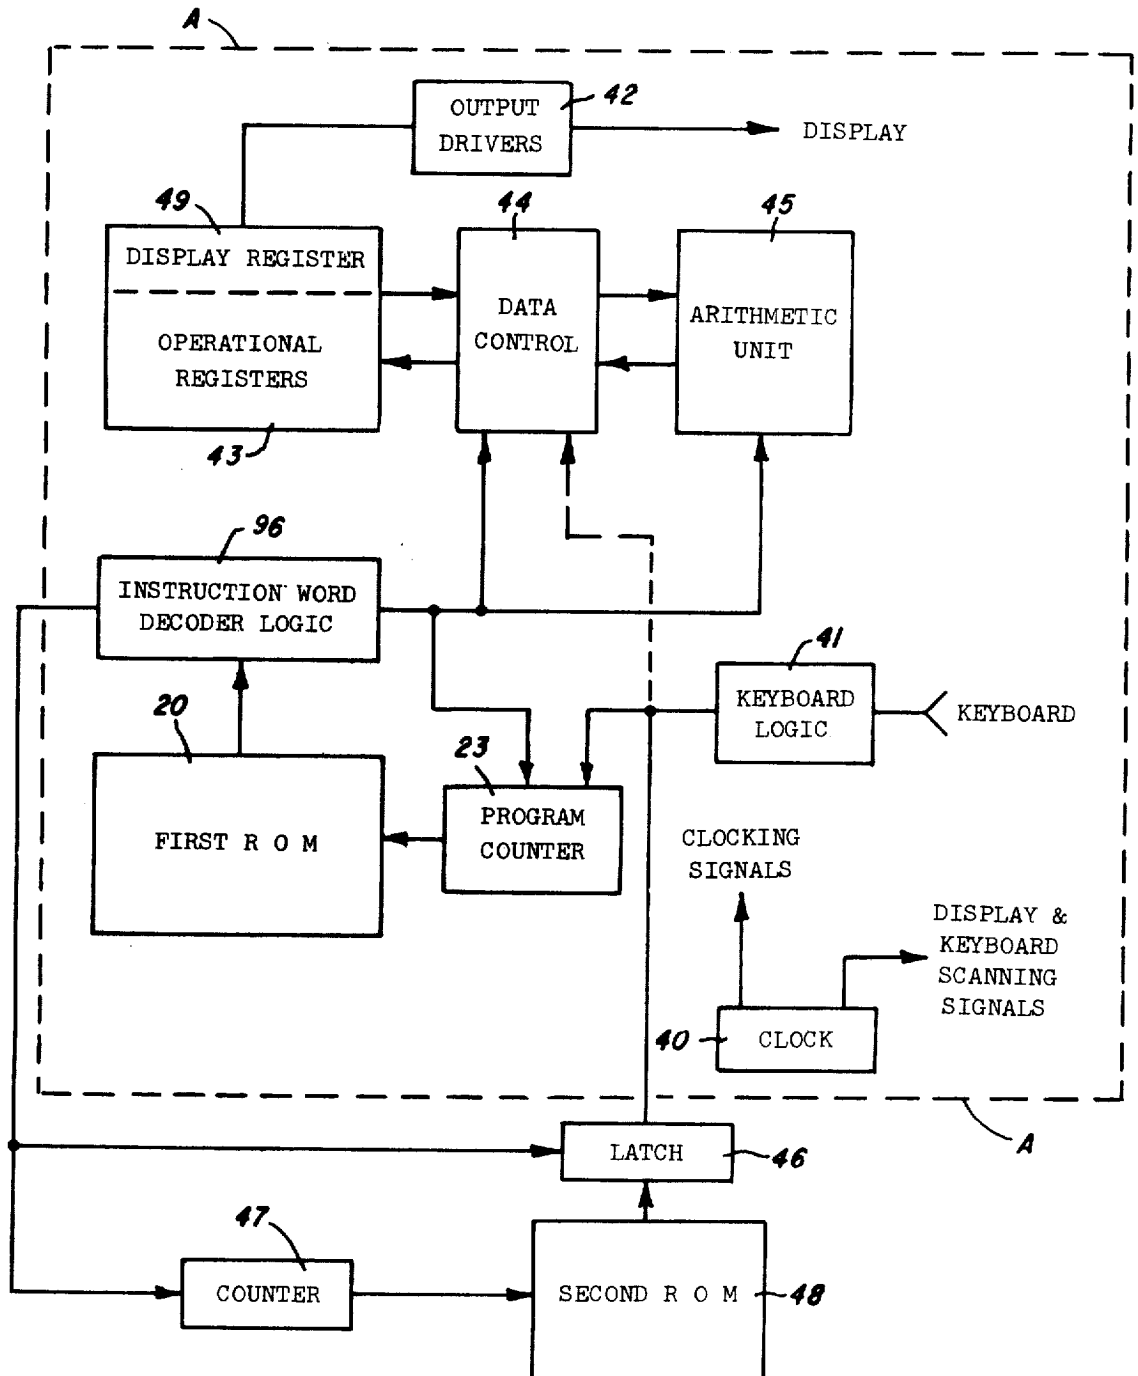 A
OUTPUT
DRIVERS
42
DISPLAY
49
44
45
DISPLAY REGISTER
OPERATIONAL
REGISTERS
43
DATA
CONTROL
ARITHMETIC
UNIT
96
INSTRUCTION WORD
DECODER LOGIC
41
KEYBOARD
LOGIC
KEYBOARD
20
FIRST R O M
23
PROGRAM
COUNTER
CLOCKING
SIGNALS
DISPLAY &
KEYBOARD
SCANNING
SIGNALS
40
CLOCK
A
LATCH
46
47
COUNTER
SECOND R O M
48